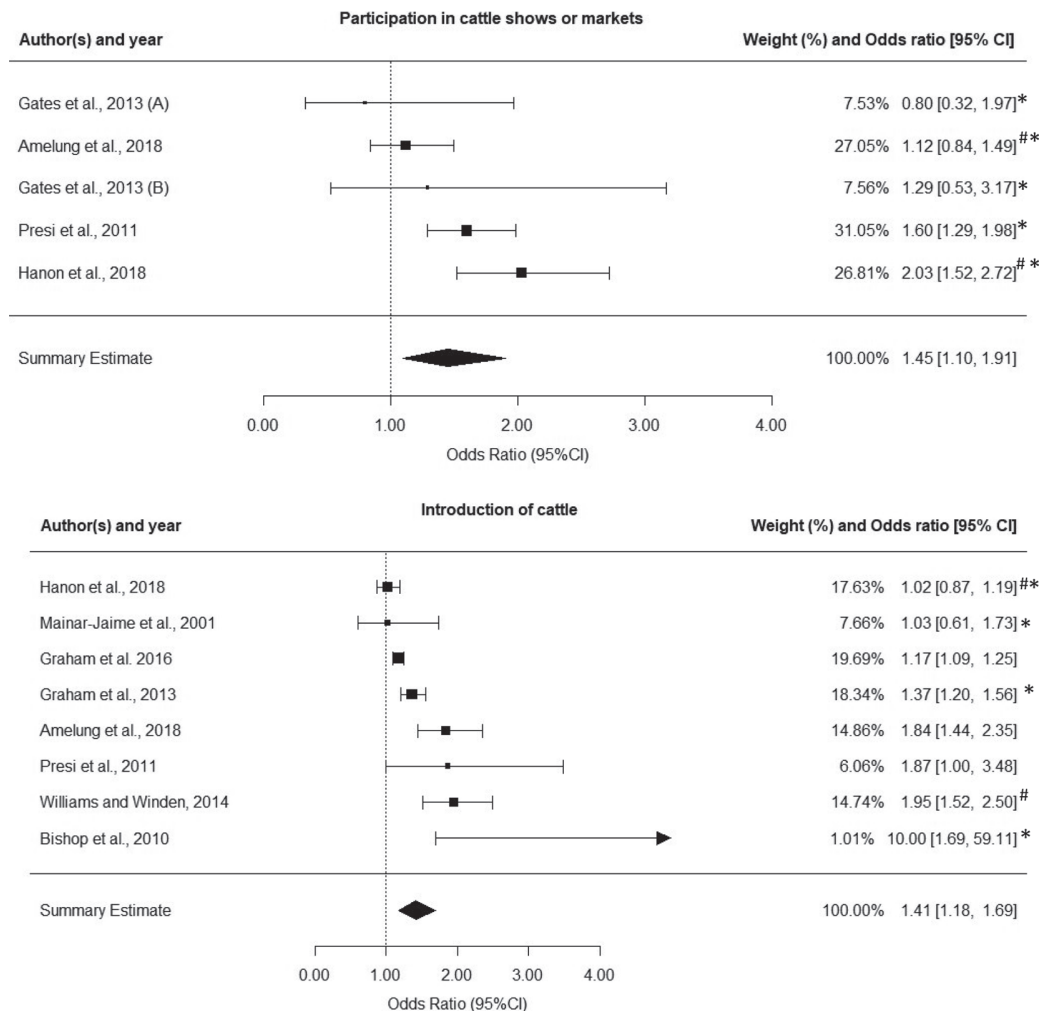 Participation in cattle shows or markets
Author(s) and year Weight (%) and Odds ratio [95% CI]
Gates et al., 2013 (A) 7.53% 0.80 [0.32, 1.97]*
Amelung et al., 2018 27.05% 1.12 [0.84, 1.49]#*
Gates et al., 2013 (B) 7.56% 1.29 [0.53, 3.17]*
Presi et al., 2011 31.05% 1.60 [1.29, 1.98]*
Hanon et al., 2018 26.81% 2.03 [1.52, 2.72]# *
Summary Estimate 100.00% 1.45 [1.10, 1.91]
0.00 1.00 2.00 3.00 4.00
Odds Ratio (95%CI)
Introduction of cattle
Author(s) and year Weight (%) and Odds ratio [95% CI]
Hanon et al., 2018 17.63% 1.02 [0.87, 1.19]#*
Mainar-Jaime et al., 2001 7.66% 1.03 [0.61, 1.73] *
Graham et al. 2016 19.69% 1.17 [1.09, 1.25]
Graham et al., 2013 18.34% 1.37 [1.20, 1.56] *
Amelung et al., 2018 14.86% 1.84 [1.44, 2.35]
Presi et al., 2011 6.06% 1.87 [1.00, 3.48]
Williams and Winden, 2014 14.74% 1.95 [1.52, 2.50]#
Bishop et al., 2010 1.01% 10.00 [1.69, 59.11]*
Summary Estimate 100.00% 1.41 [1.18, 1.69]
0.00 1.00 2.00 3.00 4.00
Odds Ratio (95%CI)